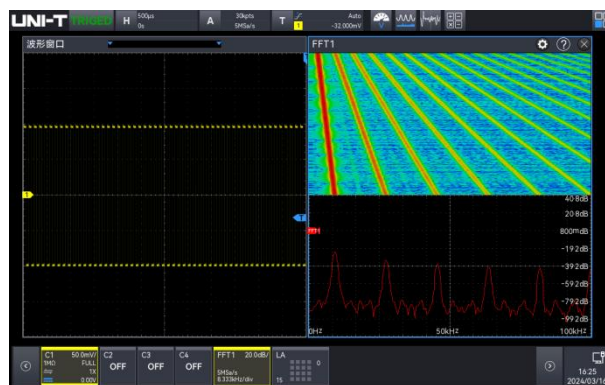 UNI-T TRIGED H 500μs 0s A 30kpts 5MSa/s T 1 Auto -32.000mV
波形窗口
FFT1
1
T
40.8dB
20.8dB
FFT1 800mdB
-19.2dB
-39.2dB
-59.2dB
-79.2dB
-99.2dB
0Hz 50kHz 100kHz
C1 50.0mV/ 1MΩ FULL 1X 0.00V
C2 OFF
C3 OFF
C4 OFF
FFT1 20.0dB/ 5MSa/s 8.333kHz/div
LA 0 15
16:25